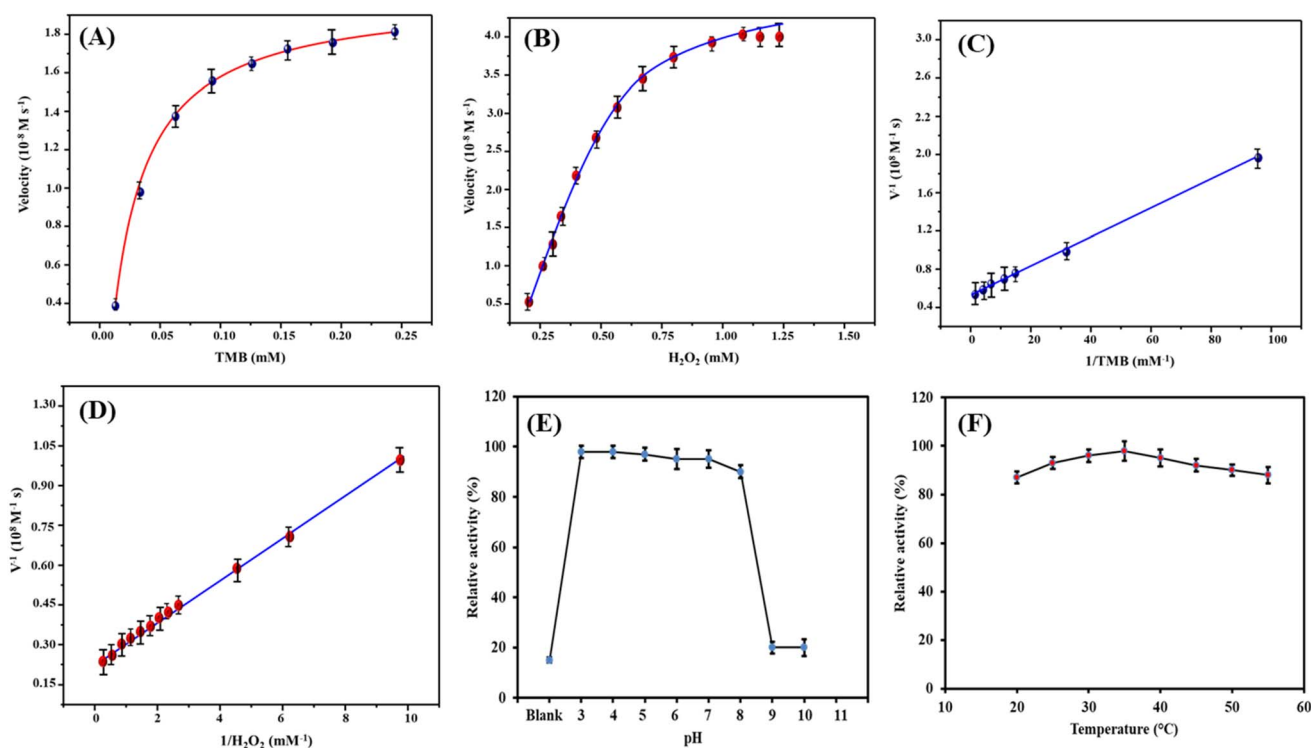 (A)
Velocity (10⁻⁸ M s⁻¹)
1.8
1.6
1.4
1.2
1.0
0.8
0.6
0.4
0.00 0.05 0.10 0.15 0.20 0.25
TMB (mM)
(B)
Velocity (10⁻⁸ M s⁻¹)
4.0
3.5
3.0
2.5
2.0
1.5
1.0
0.5
0.25 0.50 0.75 1.00 1.25 1.50
H₂O₂ (mM)
(C)
V⁻¹ (10⁸ M⁻¹ s)
2.8
2.4
2.0
1.6
1.2
0.8
0.4
0 20 40 60 80 100
1/TMB (mM⁻¹)
(D)
V⁻¹ (10⁸ M⁻¹ s)
1.30
1.05
0.90
0.75
0.45
0.30
0.15
0 2 4 6 8 10
1/H₂O₂ (mM⁻¹)
(E)
Relative activity (%)
120
100
80
60
40
20
0
Blank 3 4 5 6 7 8 9 10 11
pH
(F)
Relative activity (%)
120
100
80
60
40
20
0
10 20 30 40 50 60
Temperature (°C)